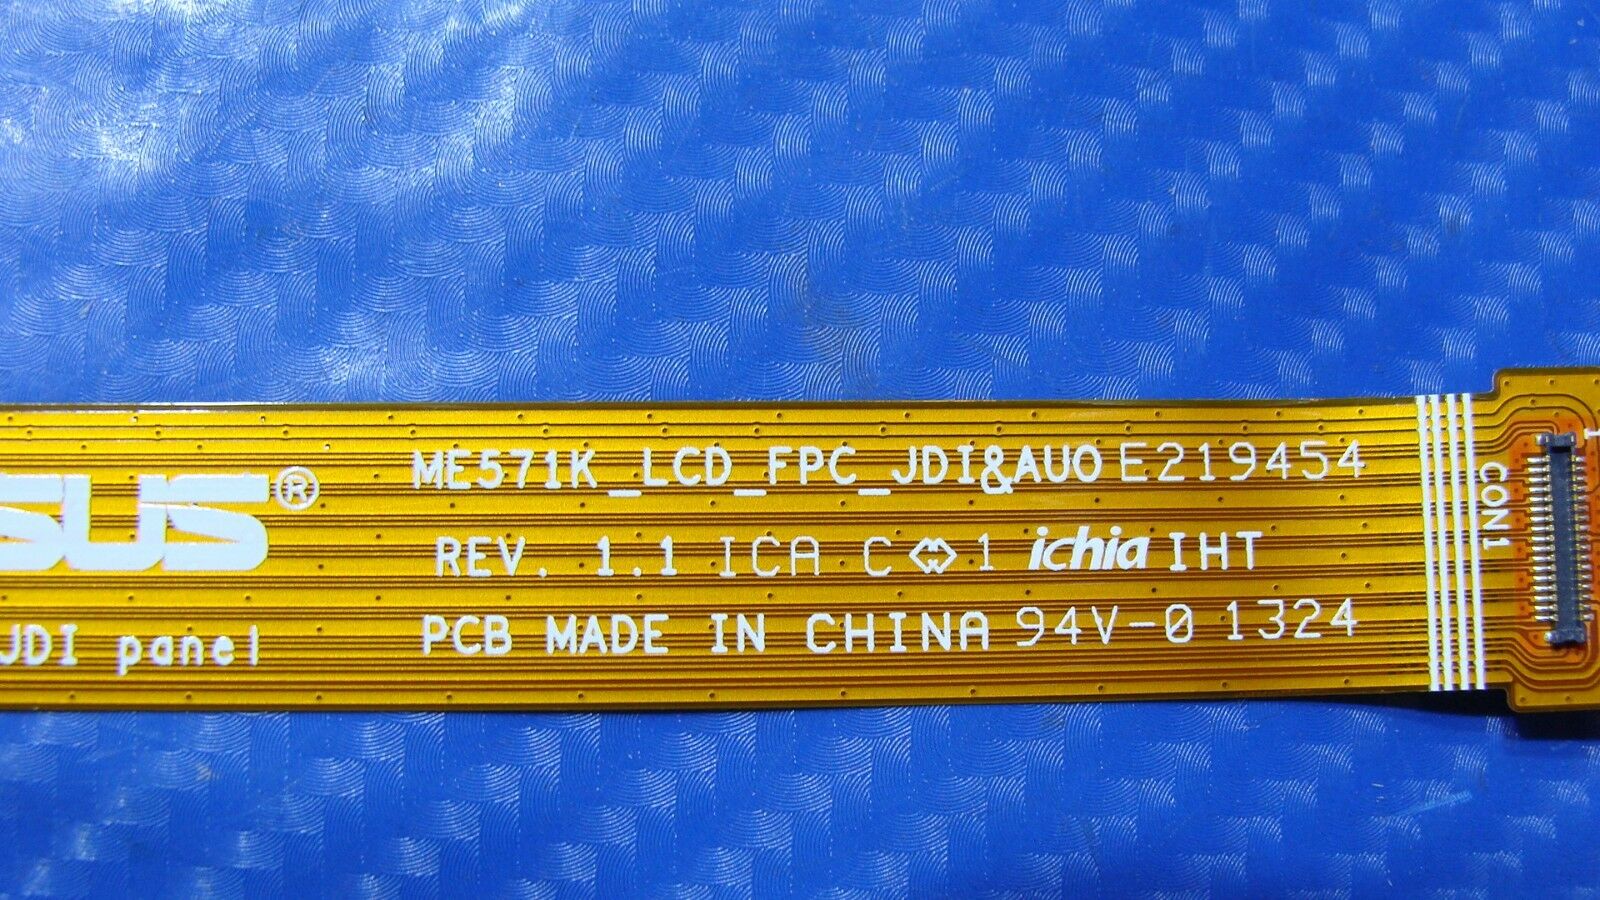 SUS®
JDI panel
ME571K_LCD_FPC_JDI&AUO E219454
REV. 1.1 ICA C 1 ichia IHT
PCB MADE IN CHINA 94V-0 1324
CON1